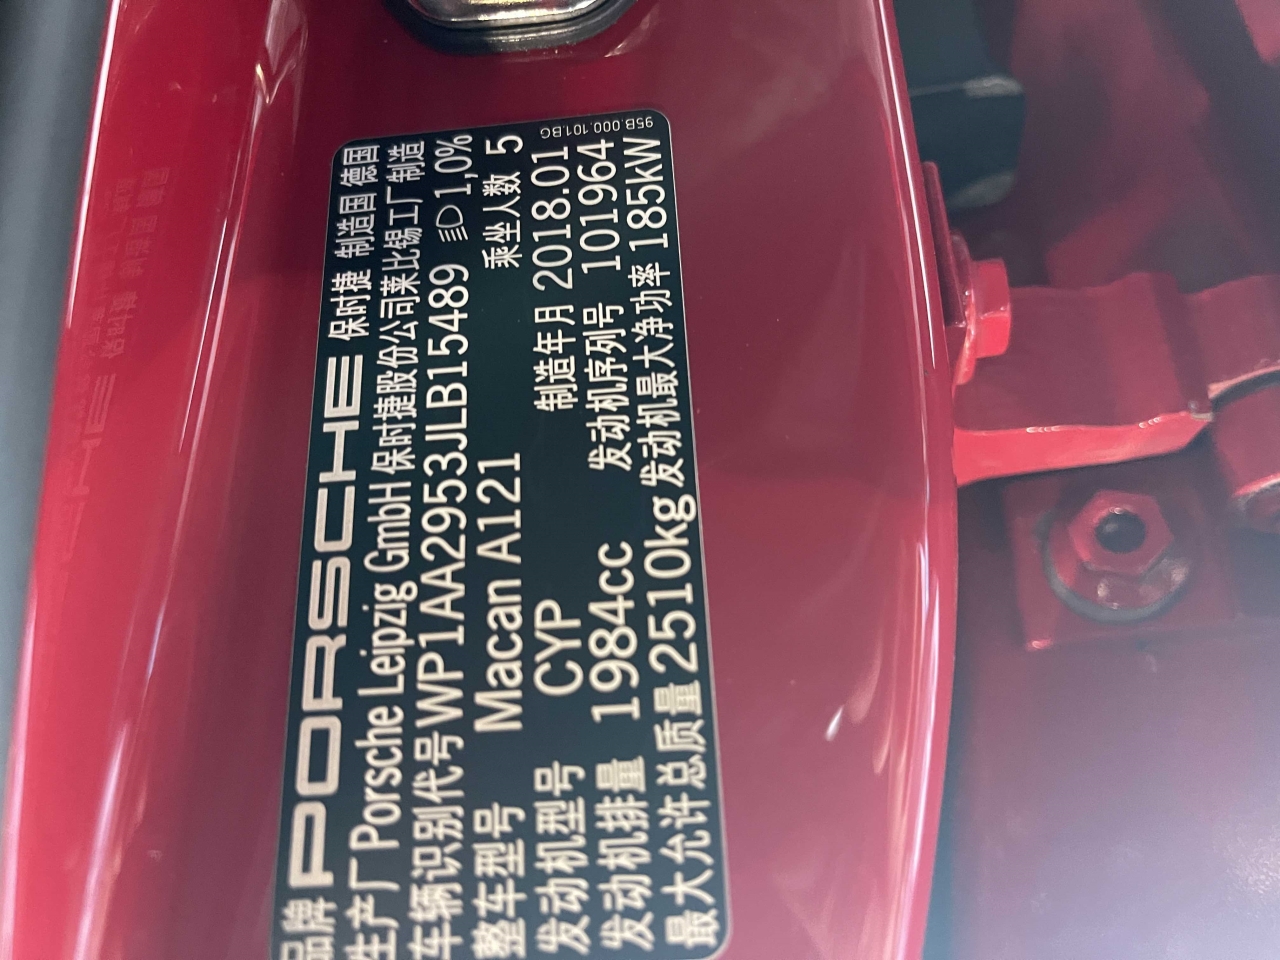 品牌 PORSCHE 保时捷 制造国 德国
生产厂 Porsche Leipzig GmbH 保时捷股份公司莱比锡工厂制造
车辆识别代号 WP1AA2953JLB15489 1,0%
整车型号 Macan A121 乘坐人数 5
发动机型号 CYP 制造年月 2018.01
发动机排量 1984cc 发动机序列号 101964
最大允许总质量 2510kg 发动机最大净功率 185kW
95B.000.101.BG